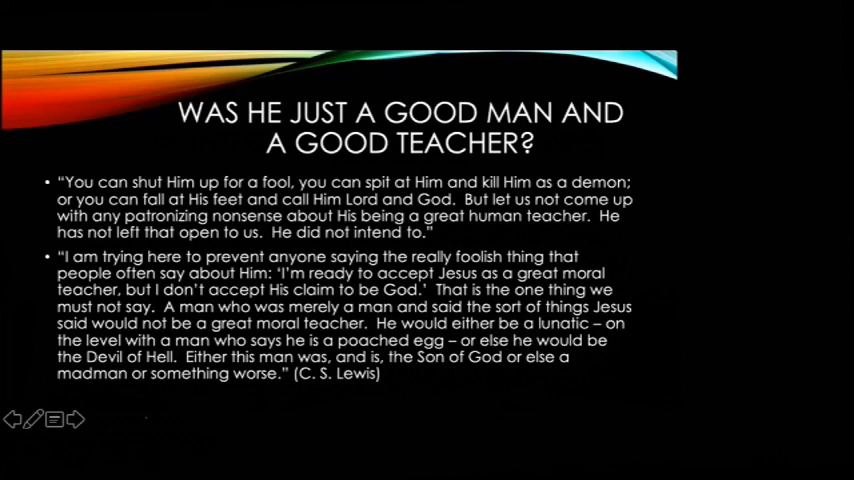 WAS HE JUST A GOOD MAN AND
A GOOD TEACHER?
• “You can shut Him up for a fool, you can spit at Him and kill Him as a demon;
or you can fall at His feet and call Him Lord and God.  But let us not come up
with any patronizing nonsense about His being a great human teacher.  He
has not left that open to us.  He did not intend to.”
• “I am trying here to prevent anyone saying the really foolish thing that
people often say about Him: ‘I’m ready to accept Jesus as a great moral
teacher, but I don’t accept His claim to be God.’  That is the one thing we
must not say.  A man who was merely a man and said the sort of things Jesus
said would not be a great moral teacher.  He would either be a lunatic – on
the level with a man who says he is a poached egg – or else he would be
the Devil of Hell.  Either this man was, and is, the Son of God or else a
madman or something worse.” (C. S. Lewis)